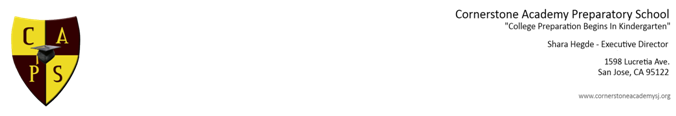 C A
P S
Cornerstone Academy Preparatory School
"College Preparation Begins In Kindergarten"
Shara Hegde - Executive Director
1598 Lucretia Ave.
San Jose, CA 95122
www.cornerstoneacademysj.org